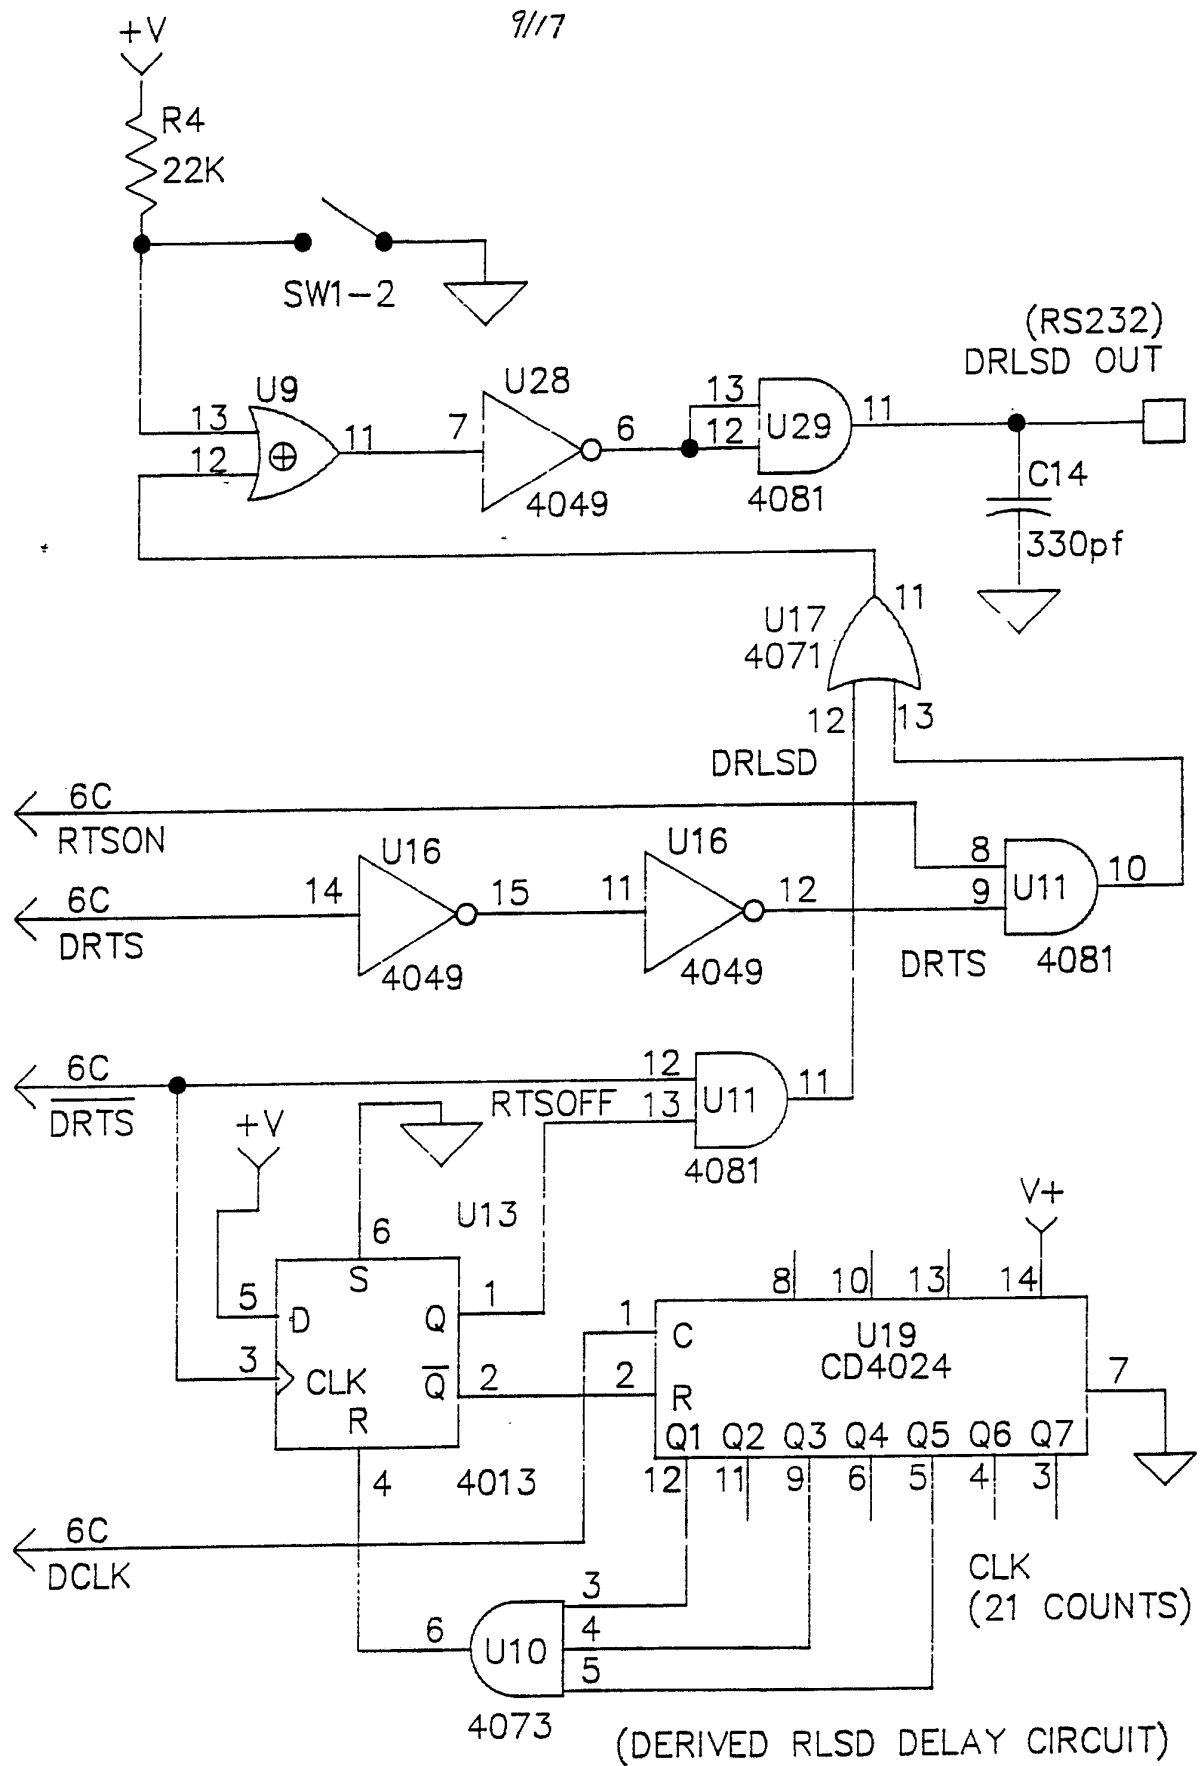 9/17
+V
R4
22K
SW1-2
(RS232)
DRLSD OUT
U9
U28
13
12
11
7
6
13
12
U29
11
4049
4081
C14
330pf
U17
4071
11
12
13
DRLSD
6C
RTSON
U16
U16
8
9
U11
10
6C
DRTS
14
15
11
12
4049
4049
DRTS
4081
6C
DRTS
12
RTSOFF
13
U11
11
4081
+V
U13
6
S
5
D
Q
1
3
CLK
Q
2
R
4
4013
V+
8
10
13
14
1
C
U19
CD4024
2
R
7
Q1
Q2
Q3
Q4
Q5
Q6
Q7
12
11
9
6
5
4
3
6C
DCLK
CLK
(21 COUNTS)
3
4
5
6
U10
4073
(DERIVED RLSD DELAY CIRCUIT)